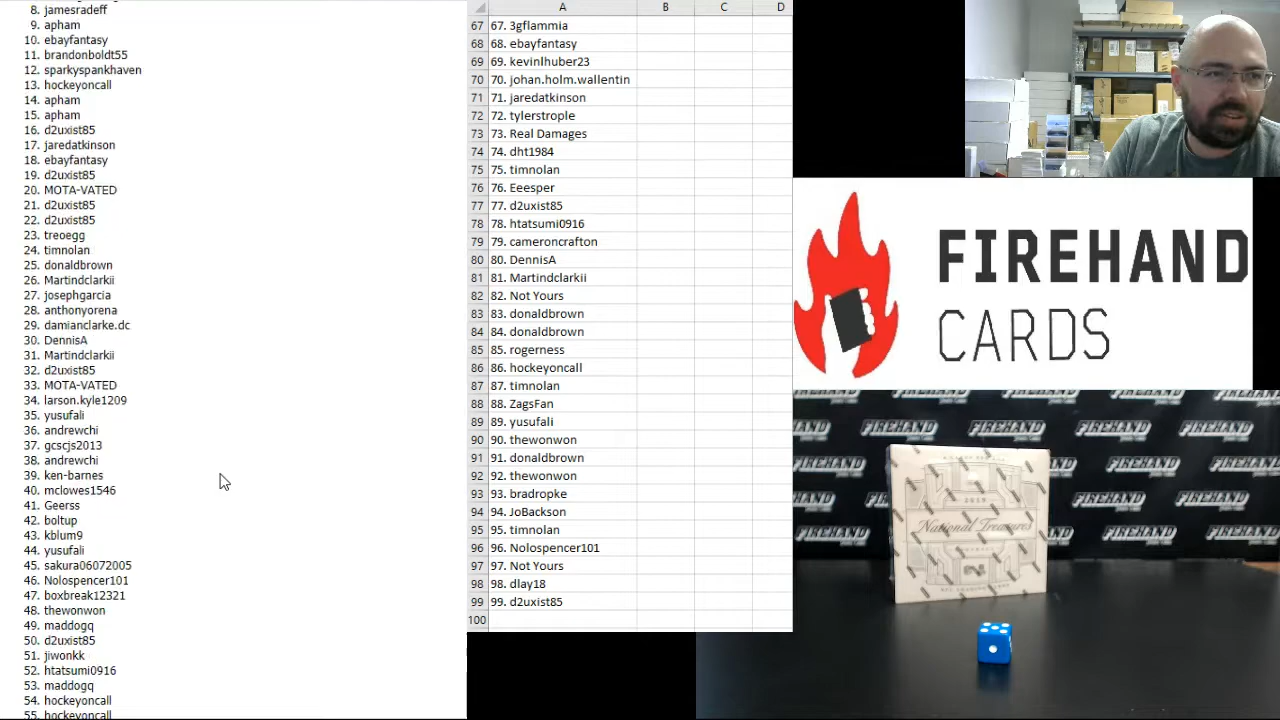 8. jamesradeff
9. apham
10. ebayfantasy
11. brandonboldt55
12. sparkyspankhaven
13. hockeyoncall
14. apham
15. apham
16. d2uxist85
17. jaredatkinson
18. ebayfantasy
19. d2uxist85
20. MOTA-VATED
21. d2uxist85
22. d2uxist85
23. treoegg
24. timnolan
25. donaldbrown
26. Martindclarkii
27. josephgarcia
28. anthonyorena
29. damianclarke.dc
30. DennisA
31. Martindclarkii
32. d2uxist85
33. MOTA-VATED
34. larson.kyle1209
35. yusufali
36. andrewchi
37. gcscjs2013
38. andrewchi
39. ken-barnes
40. mclowes1546
41. Geerss
42. boltup
43. kblum9
44. yusufali
45. sakura06072005
46. Nolospencer101
47. boxbreak12321
48. thewonwon
49. maddogq
50. d2uxist85
51. jiwonkk
52. htatsumi0916
53. maddogq
54. hockeyoncall
55. hockeyoncall
A B C D
67 67. 3gflammia
68 68. ebayfantasy
69 69. kevinlhuber23
70 70. johan.holm.wallentin
71 71. jaredatkinson
72 72. tylerstrople
73 73. Real Damages
74 74. dht1984
75 75. timnolan
76 76. Eeesper
77 77. d2uxist85
78 78. htatsumi0916
79 79. cameroncrafton
80 80. DennisA
81 81. Martindclarkii
82 82. Not Yours
83 83. donaldbrown
84 84. donaldbrown
85 85. rogerness
86 86. hockeyoncall
87 87. timnolan
88 88. ZagsFan
89 89. yusufali
90 90. thewonwon
91 91. donaldbrown
92 92. thewonwon
93 93. bradropke
94 94. JoBackson
95 95. timnolan
96 96. Nolospencer101
97 97. Not Yours
98 98. dlay18
99 99. d2uxist85
100
FIREHAND
CARDS
FIREHAND
2019
National Treasures